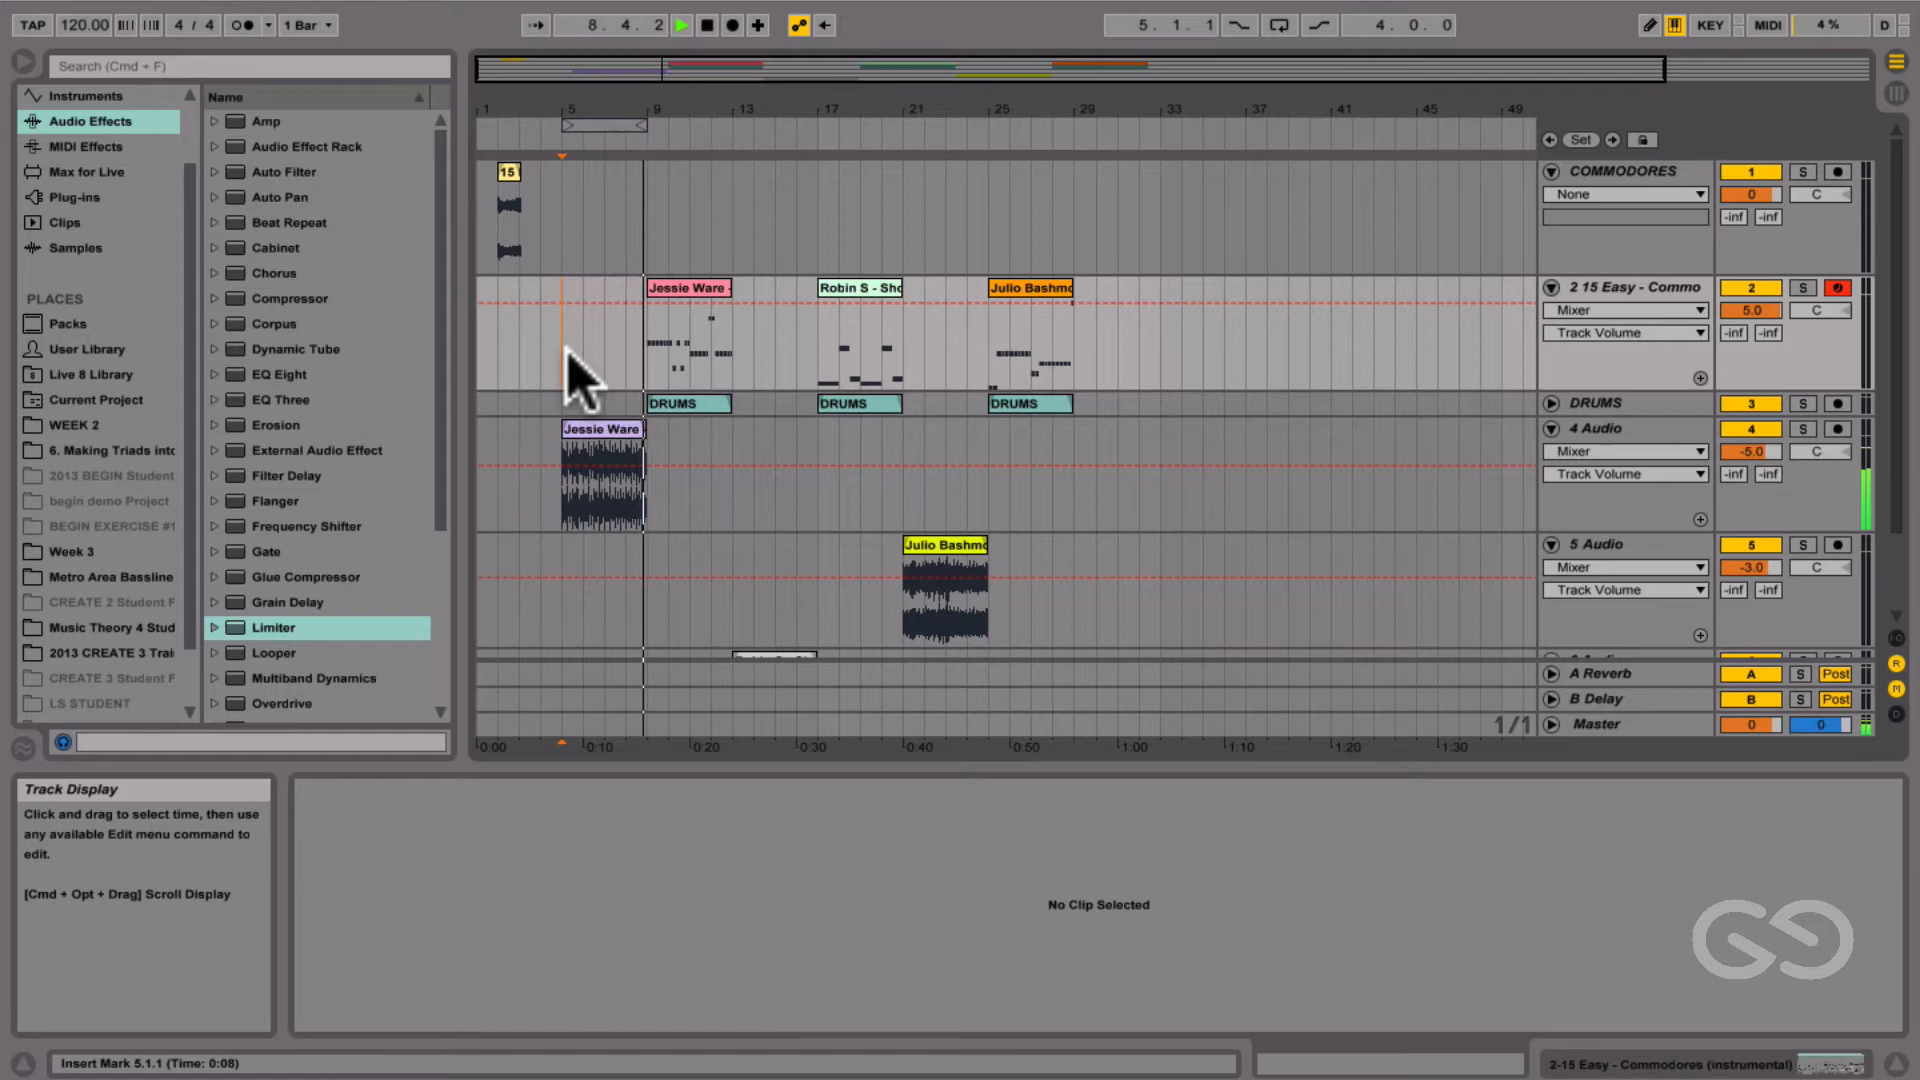 TAP 120.00 4 / 4 1 Bar 8. 4. 2 5. 1. 1 4. 0. 0 KEY MIDI 4 % D
Search (Cmd + F)
Instruments
Audio Effects
MIDI Effects
Max for Live
Plug-ins
Clips
Samples
PLACES
Packs
User Library
Live 8 Library
Current Project
WEEK 2
6. Making Triads intc
2013 BEGIN Student
begin demo Project
BEGIN EXERCISE #1
Week 3
Metro Area Bassline
CREATE 2 Student F
Music Theory 4 Stud
2013 CREATE 3 Trai
CREATE 3 Student F
LS STUDENT
Name
Amp
Audio Effect Rack
Auto Filter
Auto Pan
Beat Repeat
Cabinet
Chorus
Compressor
Corpus
Dynamic Tube
EQ Eight
EQ Three
Erosion
External Audio Effect
Filter Delay
Flanger
Frequency Shifter
Gate
Glue Compressor
Grain Delay
Limiter
Looper
Multiband Dynamics
Overdrive
1 5 9 13 17 21 25 29 33 37 41 45 49
Set
15
COMMODORES 1 S
None 0 C
-inf -inf
Jessie Ware - Robin S - Sho Julio Bashmo
2 15 Easy - Commo 2 S
Mixer 5.0 C
Track Volume -inf -inf
DRUMS DRUMS DRUMS
DRUMS 3 S
Jessie Ware
4 Audio 4 S
Mixer -5.0 C
Track Volume -inf -inf
Julio Bashmo
5 Audio 5 S
Mixer -3.0 C
Track Volume -inf -inf
A Reverb A S Post
B Delay B S Post
1/1 Master 0 0
0:00 0:10 0:20 0:30 0:40 0:50 1:00 1:10 1:20 1:30
Track Display
Click and drag to select time, then use
any available Edit menu command to
edit.
[Cmd + Opt + Drag] Scroll Display
No Clip Selected
Insert Mark 5.1.1 (Time: 0:08)
2-15 Easy - Commodores (instrumental)